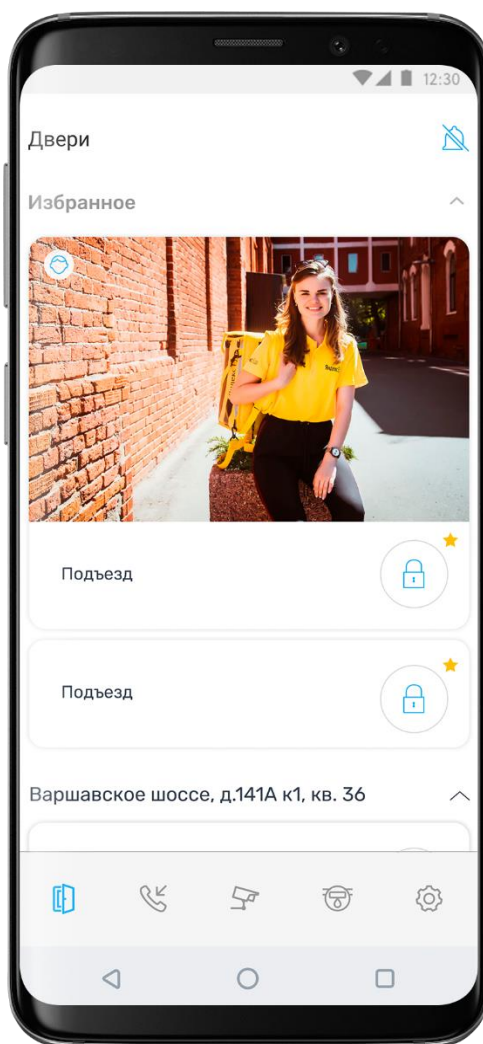 12:30
Двери
Избранное
Подъезд
Подъезд
Варшавское шоссе, д.141А к1, кв. 36